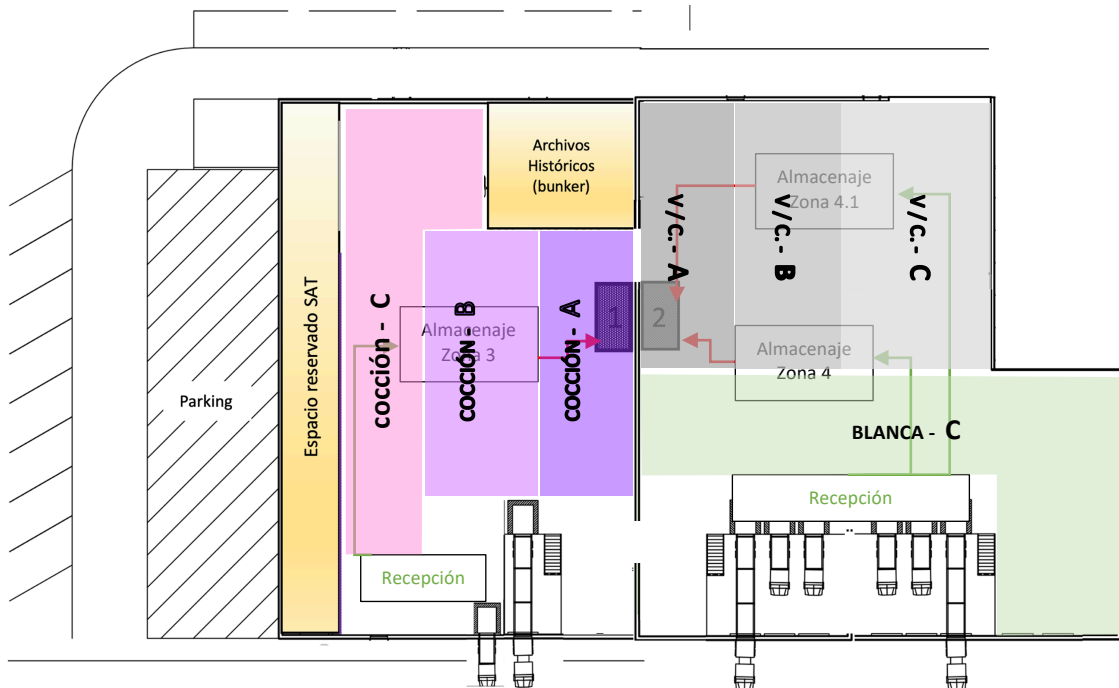 Archivos
Históricos
(bunker)
Almacenaje
Zona 4.1
V/c.- A
V/c.- B
V/c.- C
Espacio reservado SAT
cocción - C
COCCIÓN - B
COCCIÓN - A
Almacenaje
Zona 3
1
2
Almacenaje
Zona 4
Parking
BLANCA - C
Recepción
Recepción